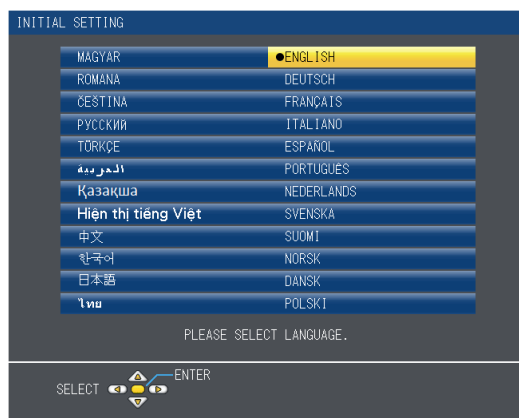 INITIAL SETTING
MAGYAR ●ENGLISH
ROMÂNA DEUTSCH
ČEŠTINA FRANÇAIS
РУССКИЙ ITALIANO
TÜRKÇE ESPAÑOL
العربية PORTUGUÊS
Қазақша NEDERLANDS
Hiện thị tiếng Việt SVENSKA
中文 SUOMI
한국어 NORSK
日本語 DANSK
ไทย POLSKI
PLEASE SELECT LANGUAGE.
ENTER
SELECT